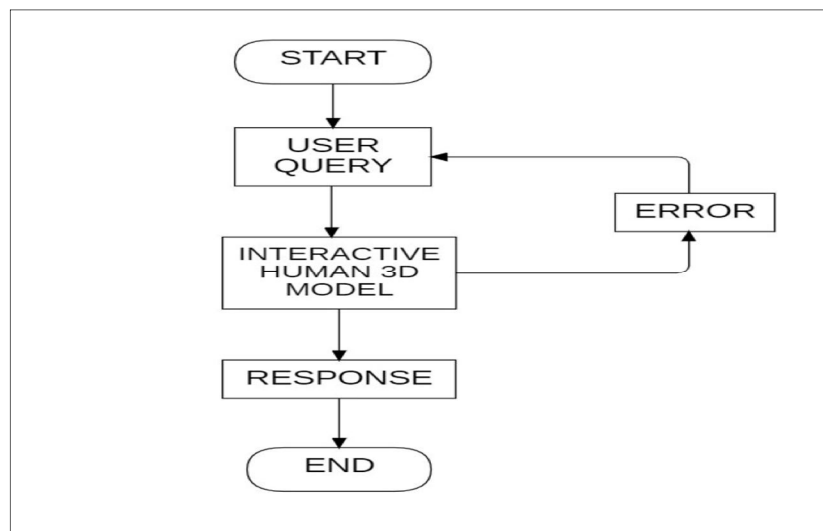 START
USER
QUERY
ERROR
INTERACTIVE
HUMAN 3D
MODEL
RESPONSE
END